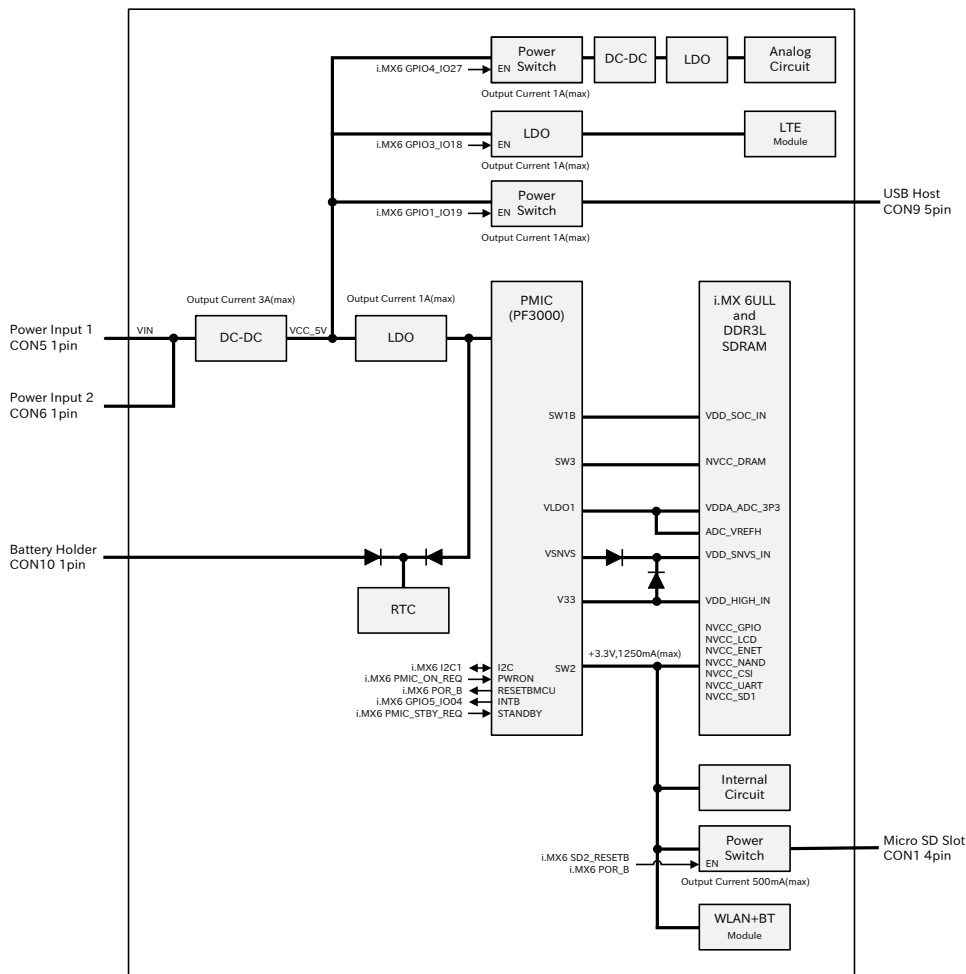 Power
Switch
DC-DC
LDO
Analog
Circuit
i.MX6 GPIO4_IO27
EN
Output Current 1A(max)
LDO
LTE
Module
i.MX6 GPIO3_IO18
EN
Output Current 1A(max)
Power
Switch
USB Host
CON9 5pin
i.MX6 GPIO1_IO19
EN
Output Current 1A(max)
Power Input 1
CON5 1pin
VIN
Output Current 3A(max)
DC-DC
VCC_5V
Output Current 1A(max)
LDO
Power Input 2
CON6 1pin
PMIC
(PF3000)
i.MX 6ULL
and
DDR3L
SDRAM
SW1B
VDD_SOC_IN
SW3
NVCC_DRAM
VLDO1
VDDA_ADC_3P3
ADC_VREFH
Battery Holder
CON10 1pin
VSNVS
VDD_SNVS_IN
RTC
V33
VDD_HIGH_IN
NVCC_GPIO
NVCC_LCD
NVCC_ENET
NVCC_NAND
NVCC_CSI
NVCC_UART
NVCC_SD1
SW2
+3.3V,1250mA(max)
i.MX6 I2C1
I2C
i.MX6 PMIC_ON_REQ
PWRON
i.MX6 POR_B
RESETBMCU
i.MX6 GPIO5_IO04
INTB
i.MX6 PMIC_STBY_REQ
STANDBY
Internal
Circuit
Power
Switch
Micro SD Slot
CON1 4pin
i.MX6 SD2_RESETB
i.MX6 POR_B
EN
Output Current 500mA(max)
WLAN+BT
Module